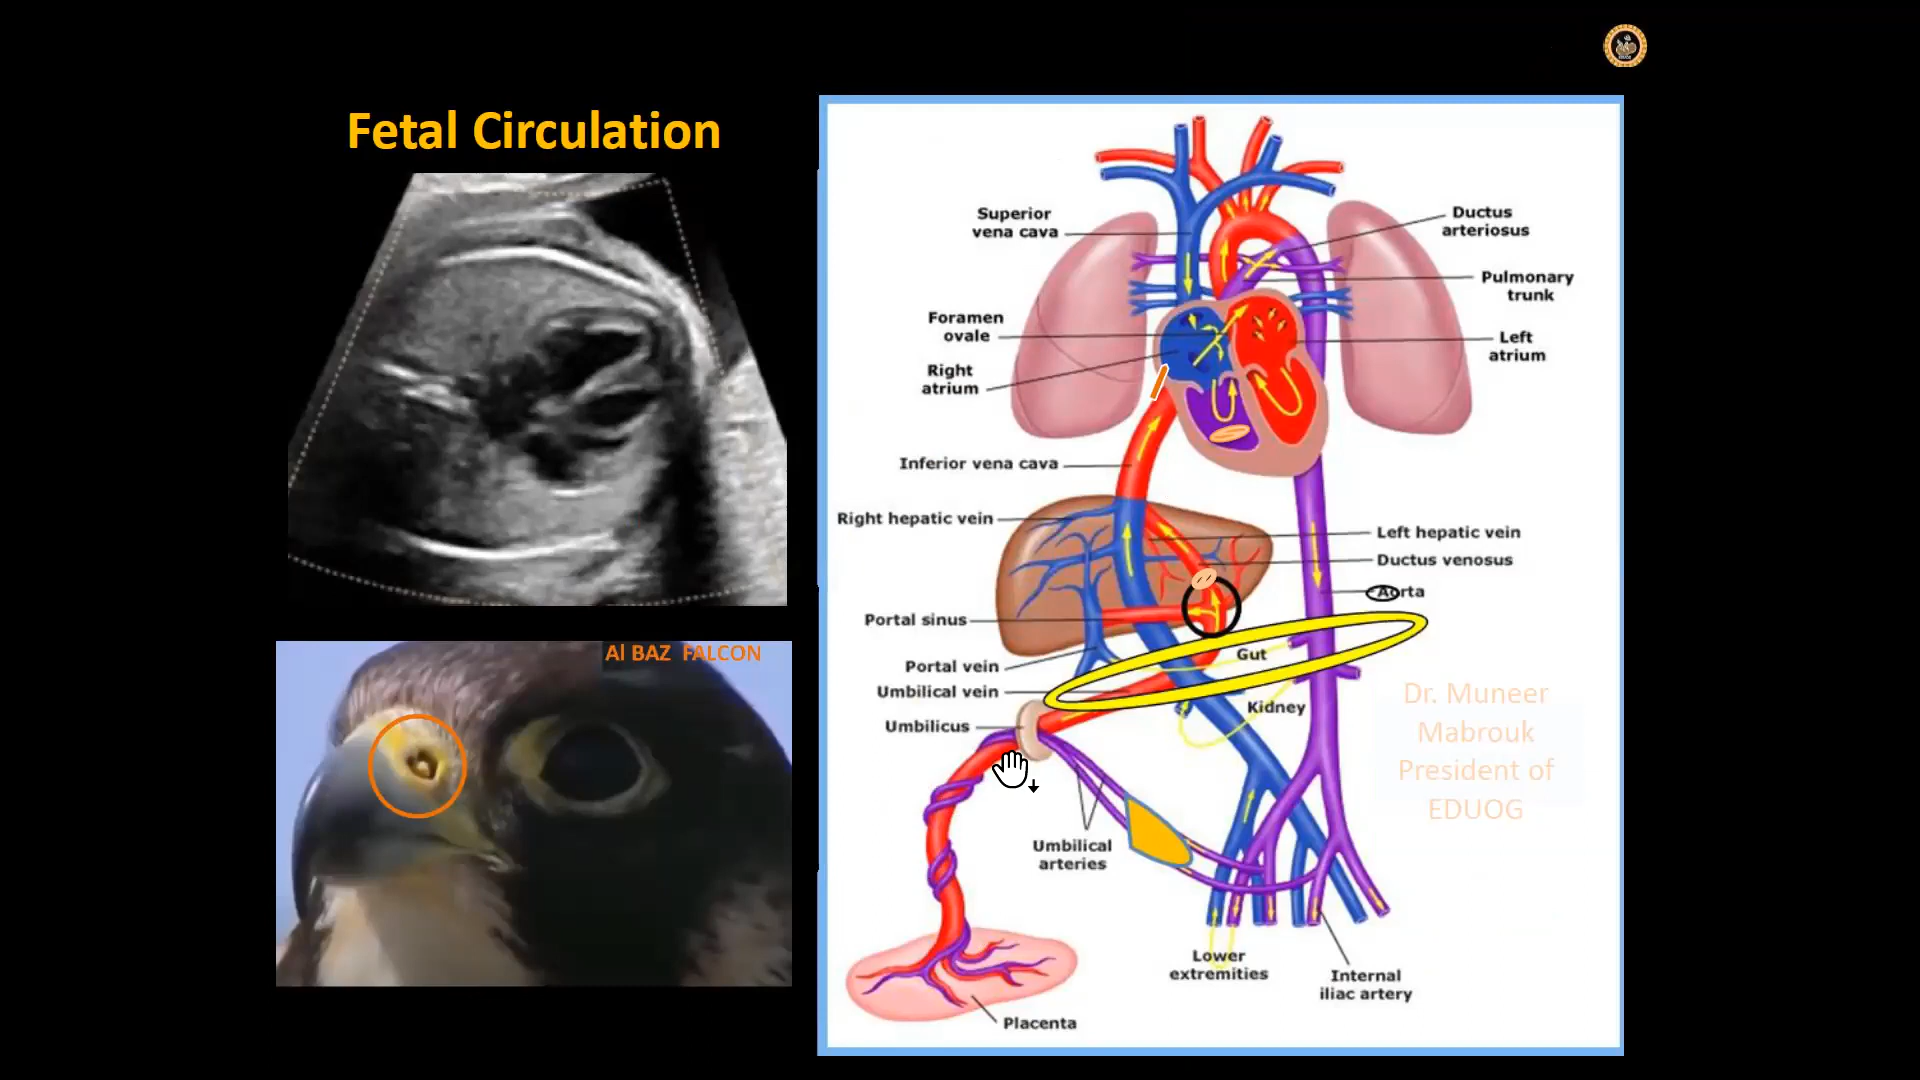 Fetal Circulation
Al BAZ FALCON
Superior
vena cava
Foramen
ovale
Right
atrium
Inferior vena cava
Right hepatic vein
Portal sinus
Portal vein
Umbilical vein
Umbilicus
Umbilical
arteries
Placenta
Ductus
arteriosus
Pulmonary
trunk
Left
atrium
Left hepatic vein
Ductus venosus
Aorta
Gut
Kidney
Lower
extremities
Internal
iliac artery
Dr. Muneer
Mabrouk
President of
EDUOG